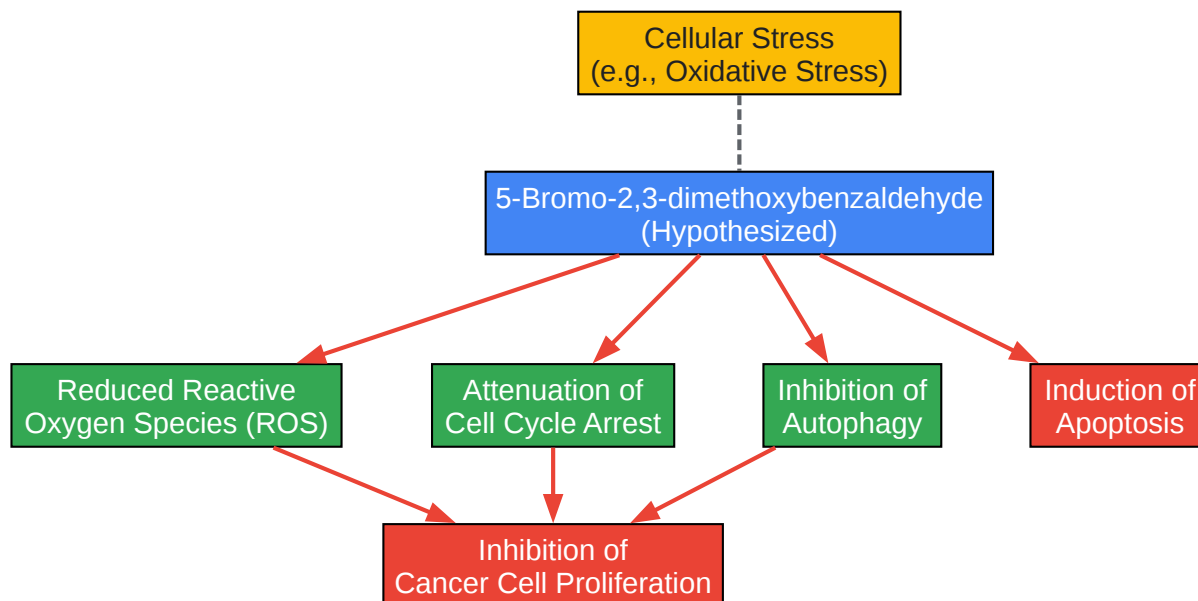 Cellular Stress
(e.g., Oxidative Stress)
5-Bromo-2,3-dimethoxybenzaldehyde
(Hypothesized)
Reduced Reactive
Oxygen Species (ROS)
Attenuation of
Cell Cycle Arrest
Inhibition of
Autophagy
Induction of
Apoptosis
Inhibition of
Cancer Cell Proliferation